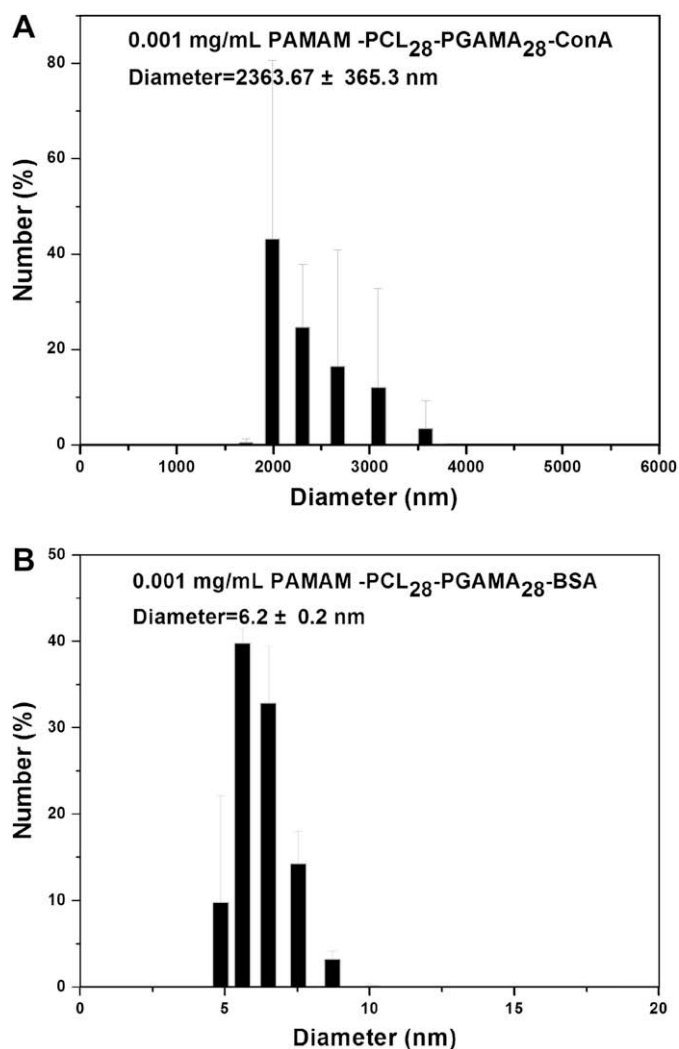 A
0.001 mg/mL PAMAM -PCL28-PGAMA28-ConA
Diameter=2363.67 ± 365.3 nm
80
60
40
20
0
Number (%)
0 1000 2000 3000 4000 5000 6000
Diameter (nm)
B
50
0.001 mg/mL PAMAM -PCL28-PGAMA28-BSA
Diameter=6.2 ± 0.2 nm
40
30
20
10
0
Number (%)
0 5 10 15 20
Diameter (nm)